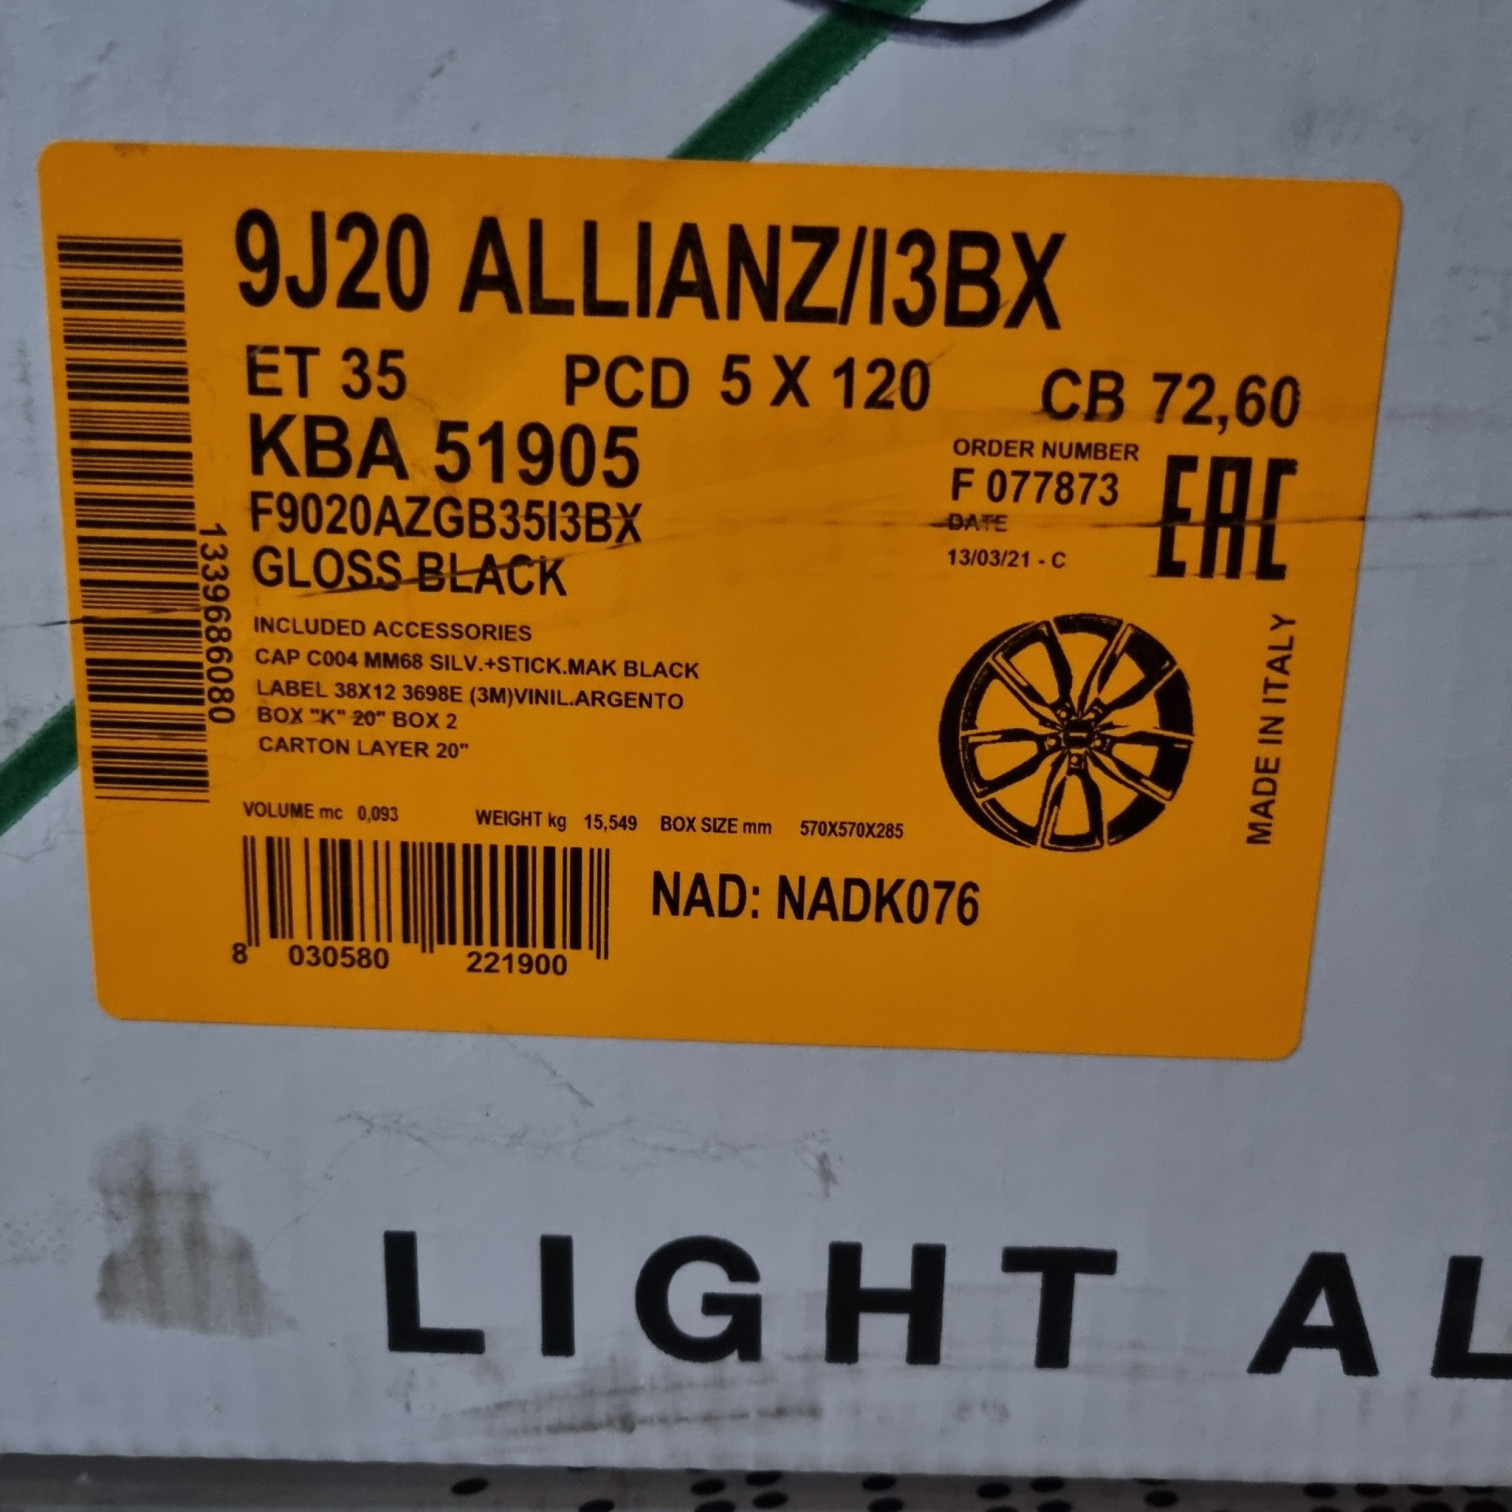 9J20 ALLIANZ/I3BX
ET 35 PCD 5 X 120 CB 72,60
KBA 51905
F9020AZGB35I3BX
GLOSS BLACK
ORDER NUMBER
F 077873
DATE
13/03/21 - C
EAC
INCLUDED ACCESSORIES
CAP C004 MM68 SILV.+STICK.MAK BLACK
LABEL 38X12 3698E (3M)VINIL.ARGENTO
BOX "K" 20" BOX 2
CARTON LAYER 20"
MADE IN ITALY
1339686080
VOLUME mc 0,093 WEIGHT kg 15,549 BOX SIZE mm 570X570X285
NAD: NADK076
8 030580 221900
LIGHT AL